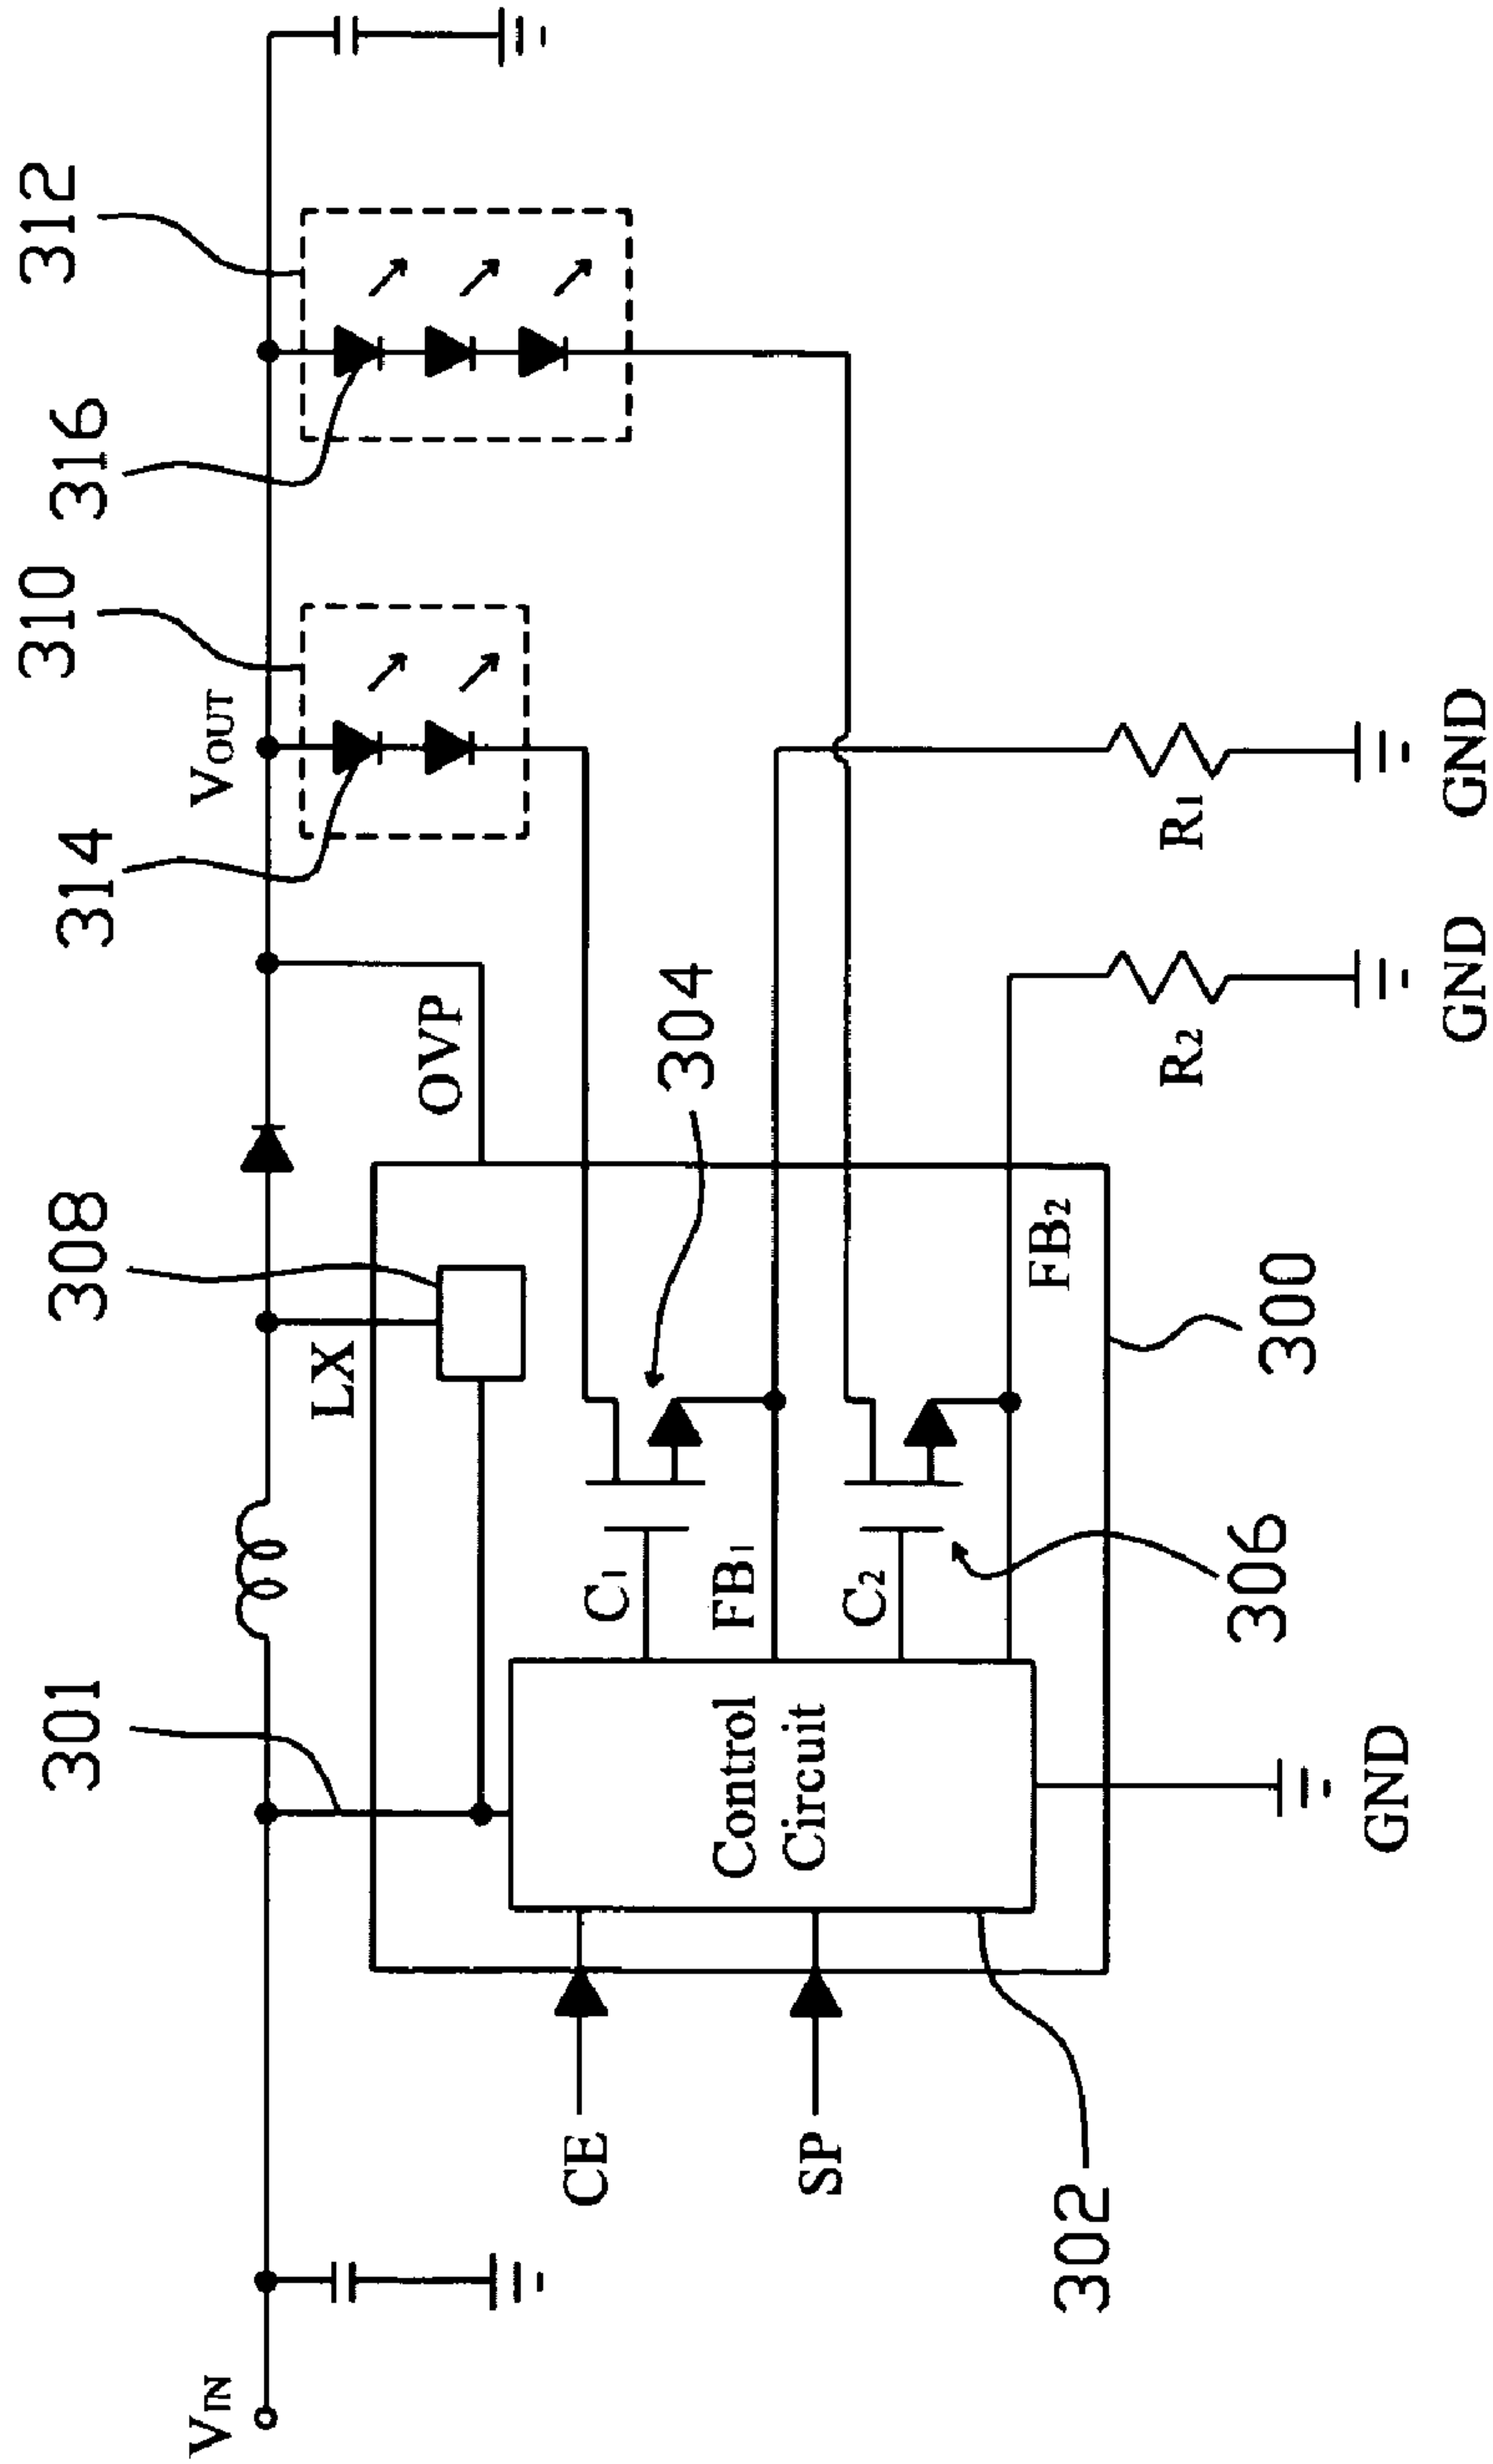 312
310
316
VOUT
314
308
301
VIN
OVP
LX
304
C1
FB1
C2
FB2
Control
Circuit
CE
SP
R1
R2
306
300
302
GND
GND
GND